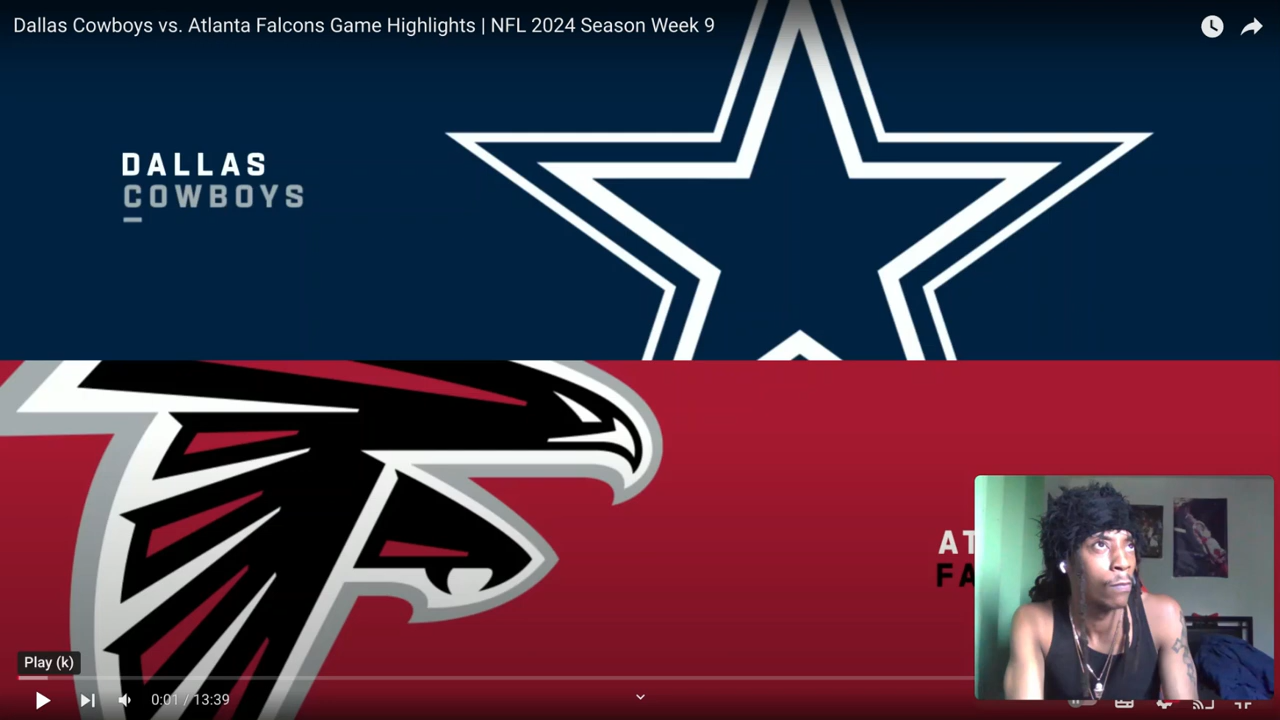 Dallas Cowboys vs. Atlanta Falcons Game Highlights | NFL 2024 Season Week 9
DALLAS
COWBOYS
AT
FA
Play (k)
0:01 / 13:39